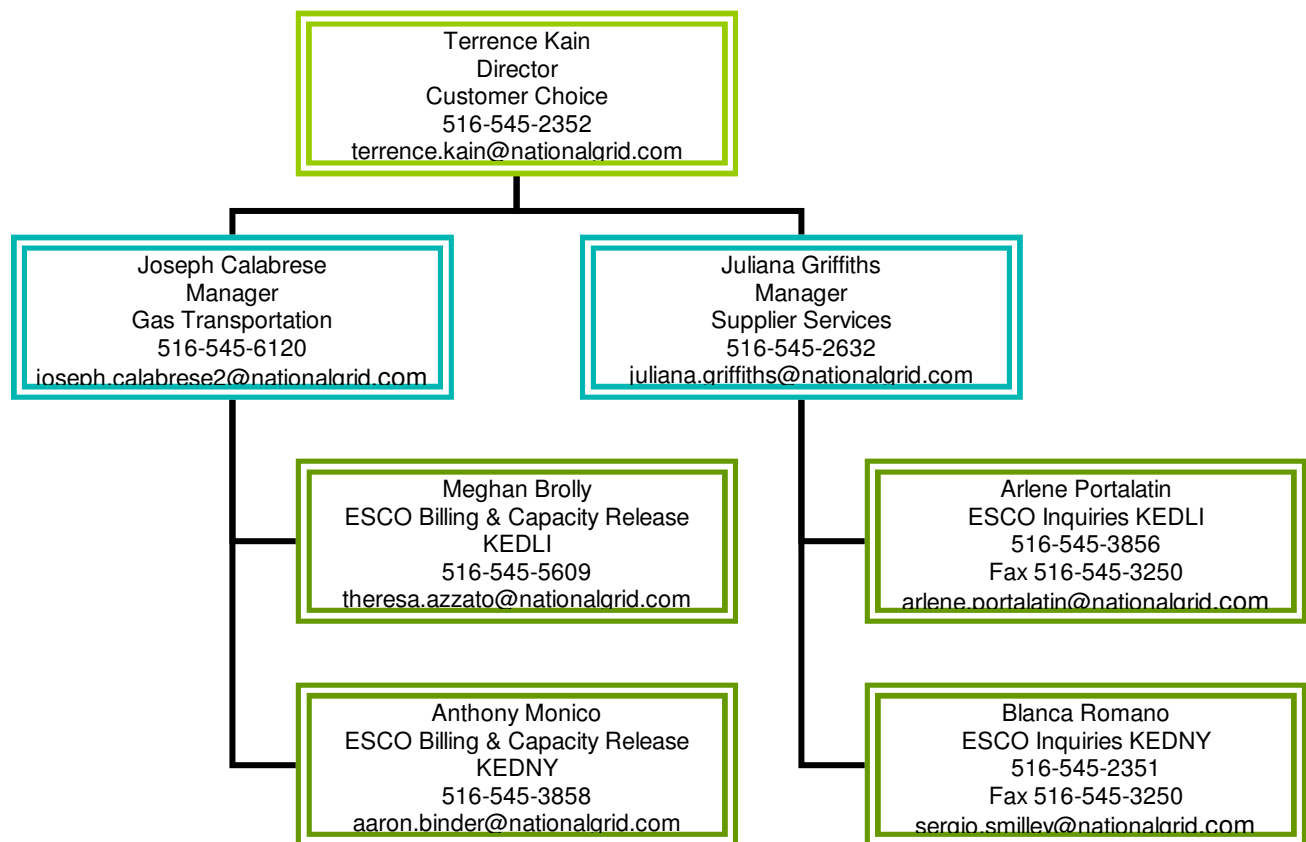 Terrence Kain
Director
Customer Choice
516-545-2352
terrence.kain@nationalgrid.com
Joseph Calabrese
Manager
Gas Transportation
516-545-6120
joseph.calabrese2@nationalgrid.com
Juliana Griffiths
Manager
Supplier Services
516-545-2632
juliana.griffiths@nationalgrid.com
Meghan Brolly
ESCO Billing & Capacity Release
KEDLI
516-545-5609
theresa.azzato@nationalgrid.com
Arlene Portalatin
ESCO Inquiries KEDLI
516-545-3856
Fax 516-545-3250
arlene.portalatin@nationalgrid.com
Anthony Monico
ESCO Billing & Capacity Release
KEDNY
516-545-3858
aaron.binder@nationalgrid.com
Blanca Romano
ESCO Inquiries KEDNY
516-545-2351
Fax 516-545-3250
sergio.smilley@nationalgrid.com